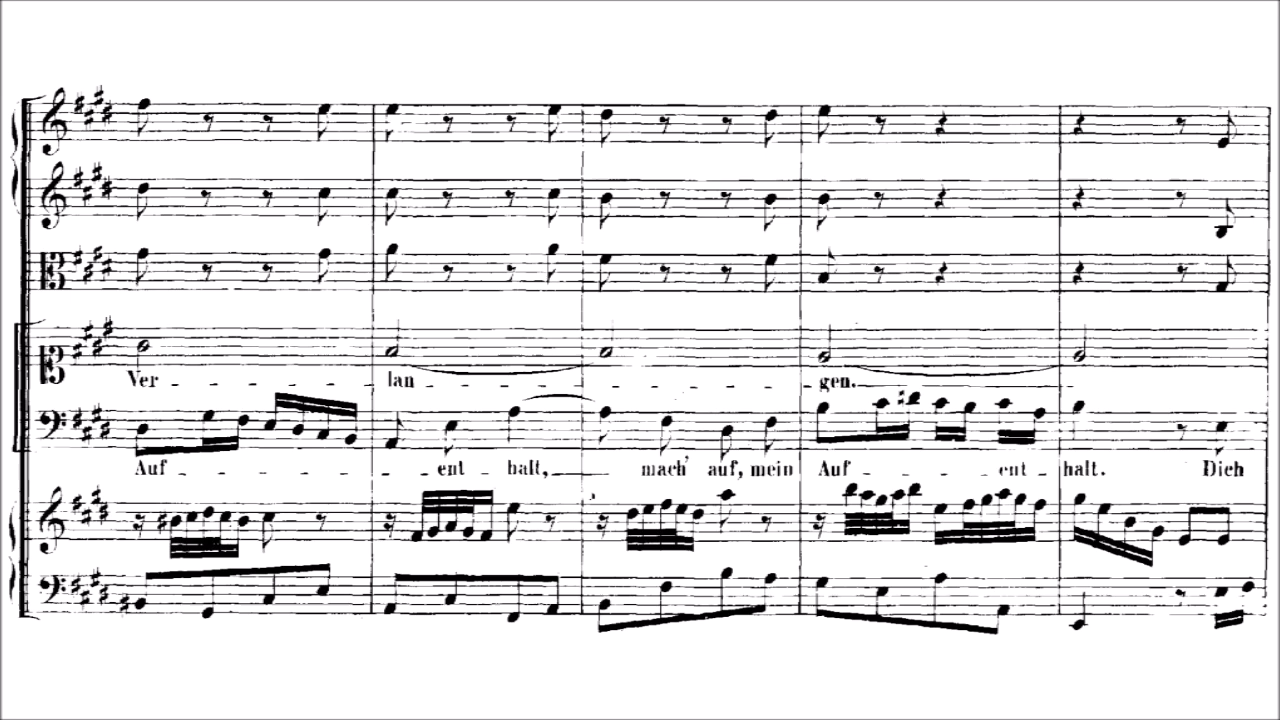 Ver - - - - - lan - - - - - - - - - gen.
Auf - - - - - - ent - halt, mach' auf, mein Auf - - - - ent - halt. Dich